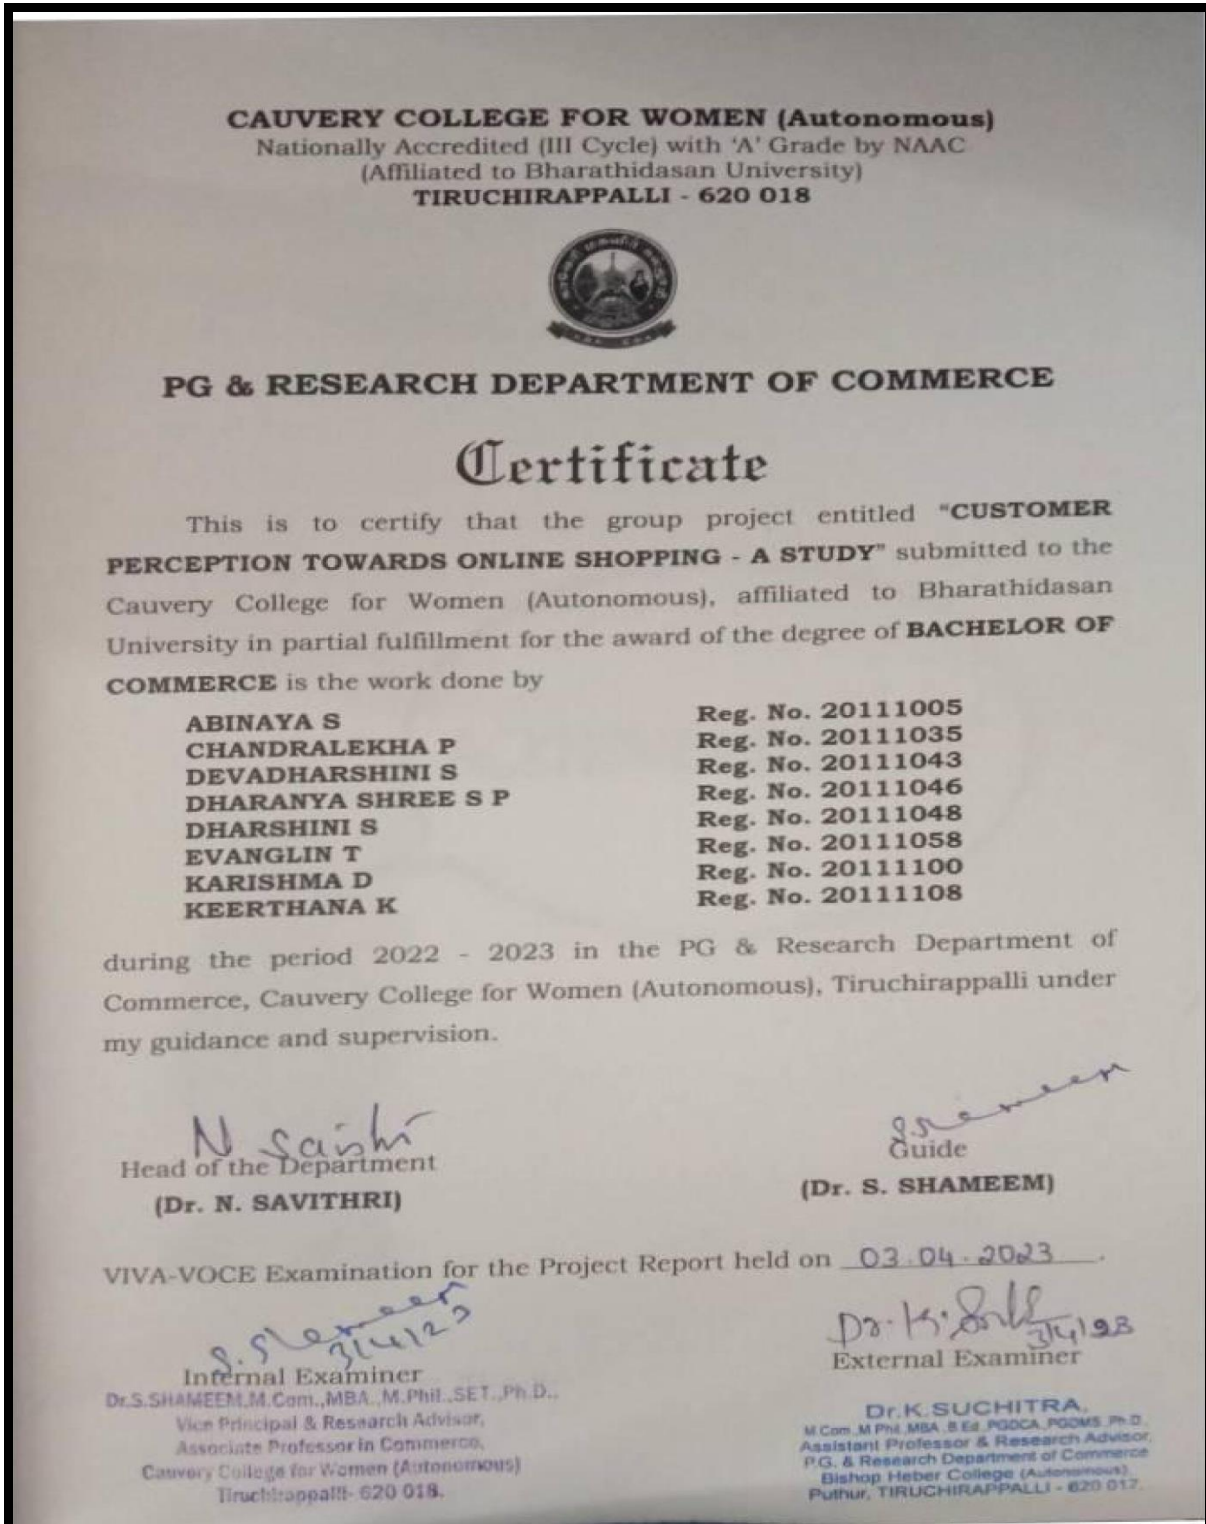 CAUVERY COLLEGE FOR WOMEN (Autonomous)
Nationally Accredited (III Cycle) with 'A' Grade by NAAC
(Affiliated to Bharathidasan University)
TIRUCHIRAPPALLI - 620 018
PG & RESEARCH DEPARTMENT OF COMMERCE
Certificate
This is to certify that the group project entitled "CUSTOMER
PERCEPTION TOWARDS ONLINE SHOPPING - A STUDY" submitted to the
Cauvery College for Women (Autonomous), affiliated to Bharathidasan
University in partial fulfillment for the award of the degree of BACHELOR OF
COMMERCE is the work done by
ABINAYA S Reg. No. 20111005
CHANDRALEKHA P Reg. No. 20111035
DEVADHARSHINI S Reg. No. 20111043
DHARANYA SHREE S P Reg. No. 20111046
DHARSHINI S Reg. No. 20111048
EVANGLIN T Reg. No. 20111058
KARISHMA D Reg. No. 20111100
KEERTHANA K Reg. No. 20111108
during the period 2022 - 2023 in the PG & Research Department of
Commerce, Cauvery College for Women (Autonomous), Tiruchirappalli under
my guidance and supervision.
Head of the Department
(Dr. N. SAVITHRI)
S. Shameem
Guide
(Dr. S. SHAMEEM)
VIVA-VOCE Examination for the Project Report held on 03.04.2023.
S. Shameem
3/4/23
Internal Examiner
Dr.S.SHAMEEM,M.Com.,MBA.,M.Phil.,SET.,Ph.D.,
Vice Principal & Research Advisor,
Associate Professor in Commerce,
Cauvery College for Women (Autonomous)
Tiruchirappalli- 620 018.
Dr. K.
3/4/23
External Examiner
Dr.K.SUCHITRA,
M.Com.,M.Phil.,MBA.,B.Ed.,PGDCA.,PGDMS.,Ph.D.,
Assistant Professor & Research Advisor,
P.G. & Research Department of Commerce
Bishop Heber College (Autonomous),
Puthur, TIRUCHIRAPPALLI - 620 017.